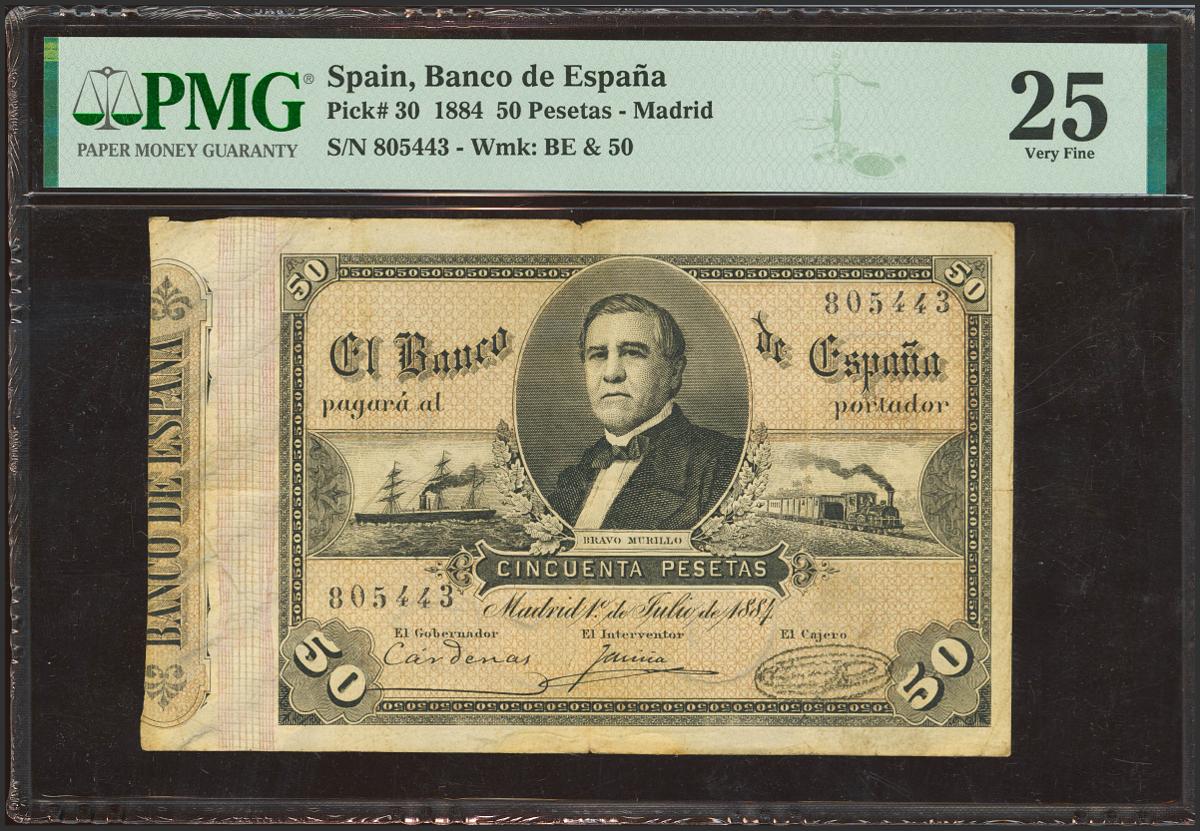 PMG®
PAPER MONEY GUARANTY
Spain, Banco de España
Pick# 30 1884 50 Pesetas - Madrid
S/N 805443 - Wmk: BE & 50
25
Very Fine
BANCO DE ESPAÑA
50
50
805443
El Banco de España
pagará al portador
BRAVO MURILLO
CINCUENTA PESETAS
805443
Madrid 1º de Julio de 1884
El Gobernador El Interventor El Cajero
Cárdenas
50
50